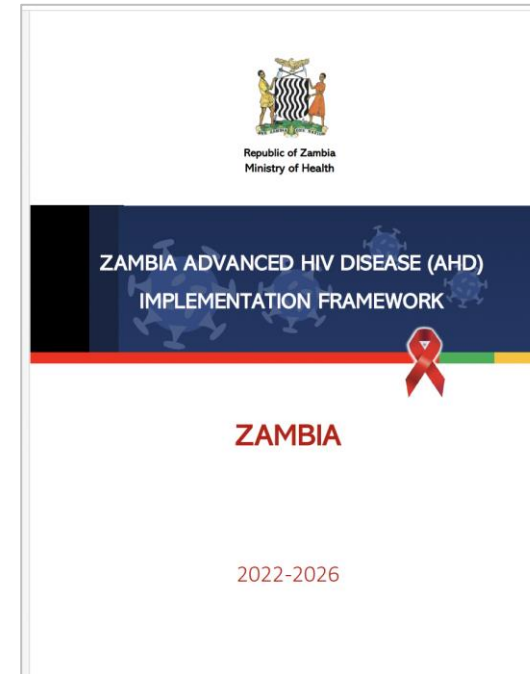 Republic of Zambia
Ministry of Health
ZAMBIA ADVANCED HIV DISEASE (AHD)
IMPLEMENTATION FRAMEWORK
ZAMBIA
2022-2026